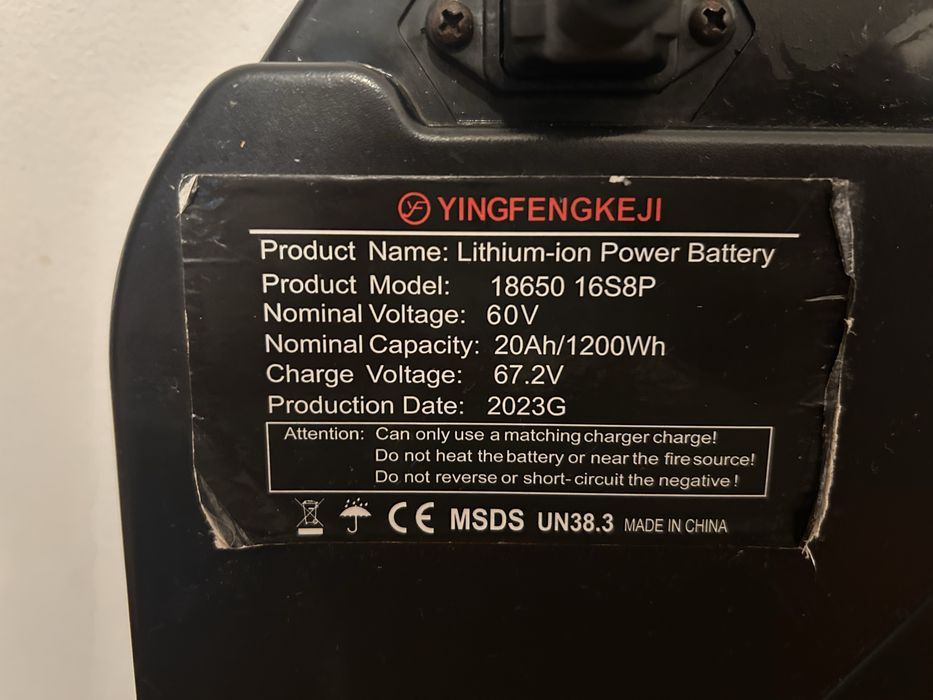 YF YINGFENGKEJI
Product Name: Lithium-ion Power Battery
Product Model: 18650 16S8P
Nominal Voltage: 60V
Nominal Capacity: 20Ah/1200Wh
Charge Voltage: 67.2V
Production Date: 2023G
Attention: Can only use a matching charger charge!
Do not heat the battery or near the fire source!
Do not reverse or short-circuit the negative!
CE MSDS UN38.3 MADE IN CHINA